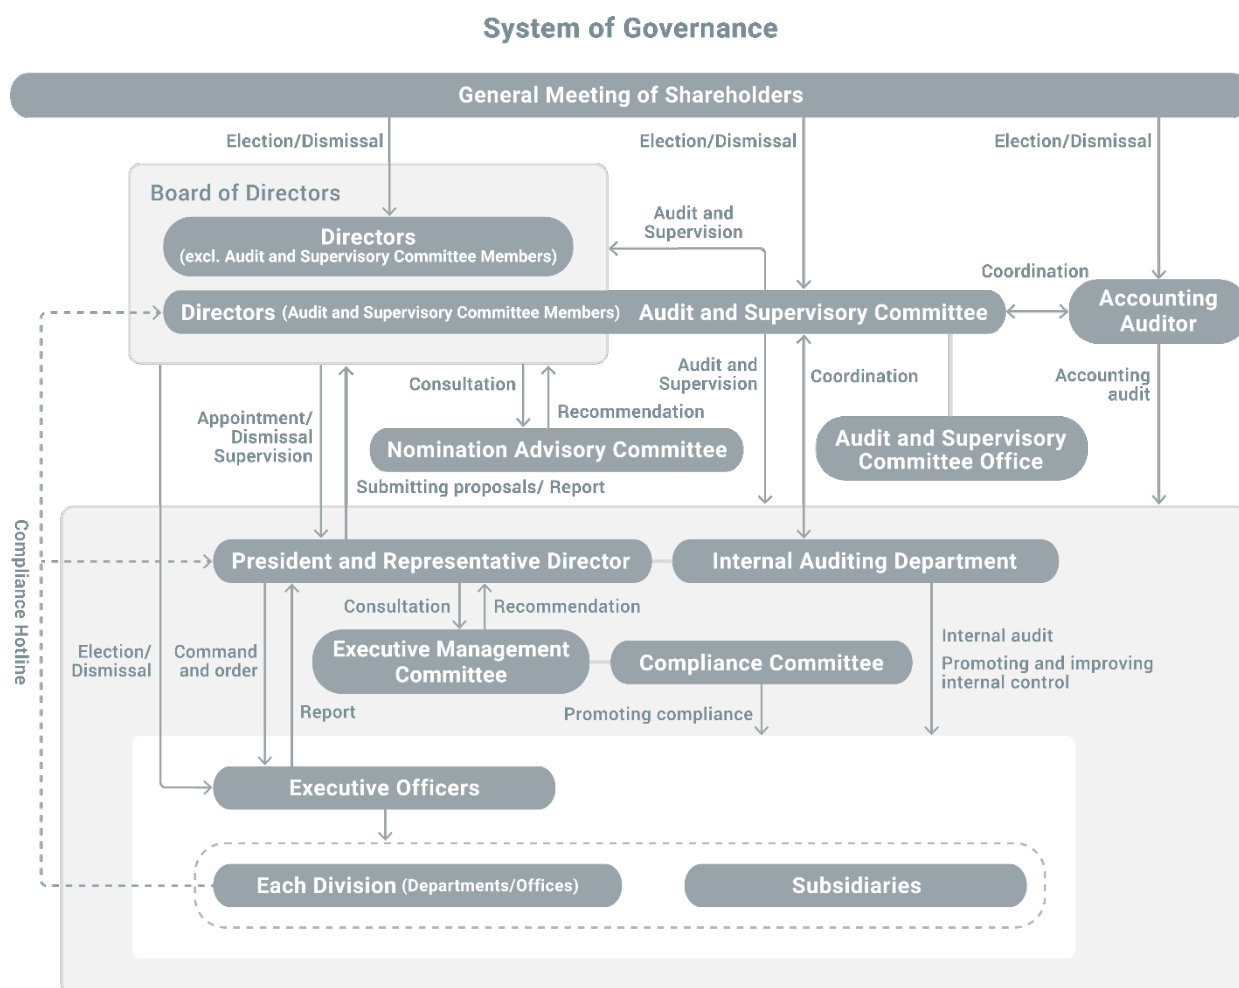 System of Governance
General Meeting of Shareholders
Election/Dismissal
Election/Dismissal
Election/Dismissal
Board of Directors
Directors
(excl. Audit and Supervisory Committee Members)
Audit and
Supervision
Coordination
Directors (Audit and Supervisory Committee Members)
Audit and Supervisory Committee
Accounting
Auditor
Appointment/
Dismissal
Supervision
Consultation
Recommendation
Audit and
Supervision
Coordination
Accounting
audit
Nomination Advisory Committee
Audit and Supervisory
Committee Office
Submitting proposals/ Report
Compliance Hotline
President and Representative Director
Internal Auditing Department
Consultation
Recommendation
Election/
Dismissal
Command
and order
Executive Management
Committee
Compliance Committee
Internal audit
Promoting and improving
internal control
Report
Promoting compliance
Executive Officers
Each Division (Departments/Offices)
Subsidiaries